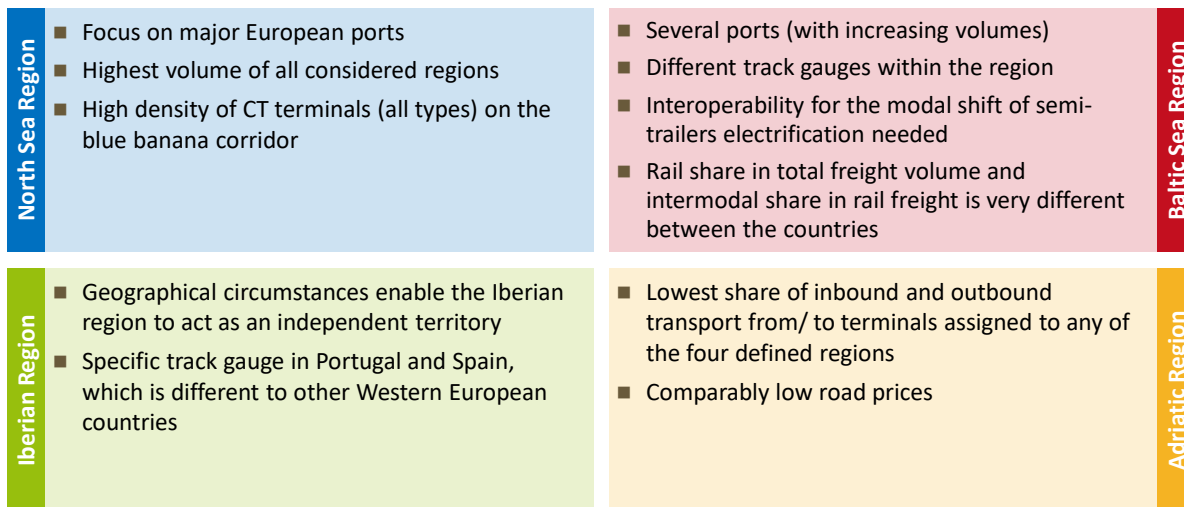 North Sea Region
■ Focus on major European ports
■ Highest volume of all considered regions
■ High density of CT terminals (all types) on the
blue banana corridor
Baltic Sea Region
■ Several ports (with increasing volumes)
■ Different track gauges within the region
■ Interoperability for the modal shift of semi-
trailers electrification needed
■ Rail share in total freight volume and
intermodal share in rail freight is very different
between the countries
Iberian Region
■ Geographical circumstances enable the Iberian
region to act as an independent territory
■ Specific track gauge in Portugal and Spain,
which is different to other Western European
countries
Adriatic Region
■ Lowest share of inbound and outbound
transport from/ to terminals assigned to any of
the four defined regions
■ Comparably low road prices